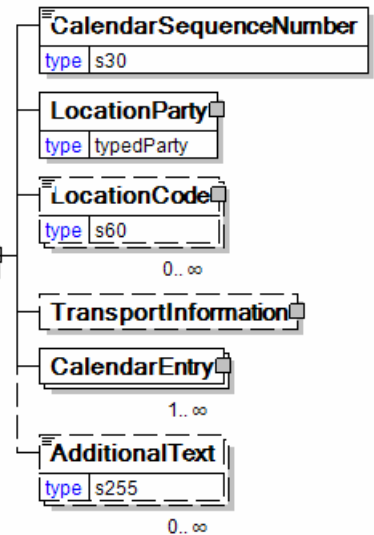 CalendarSequenceNumber
type s30
LocationParty
type typedParty
LocationCode
type s60
0.. ∞
TransportInformation
CalendarEntry
1.. ∞
AdditionalText
type s255
0.. ∞